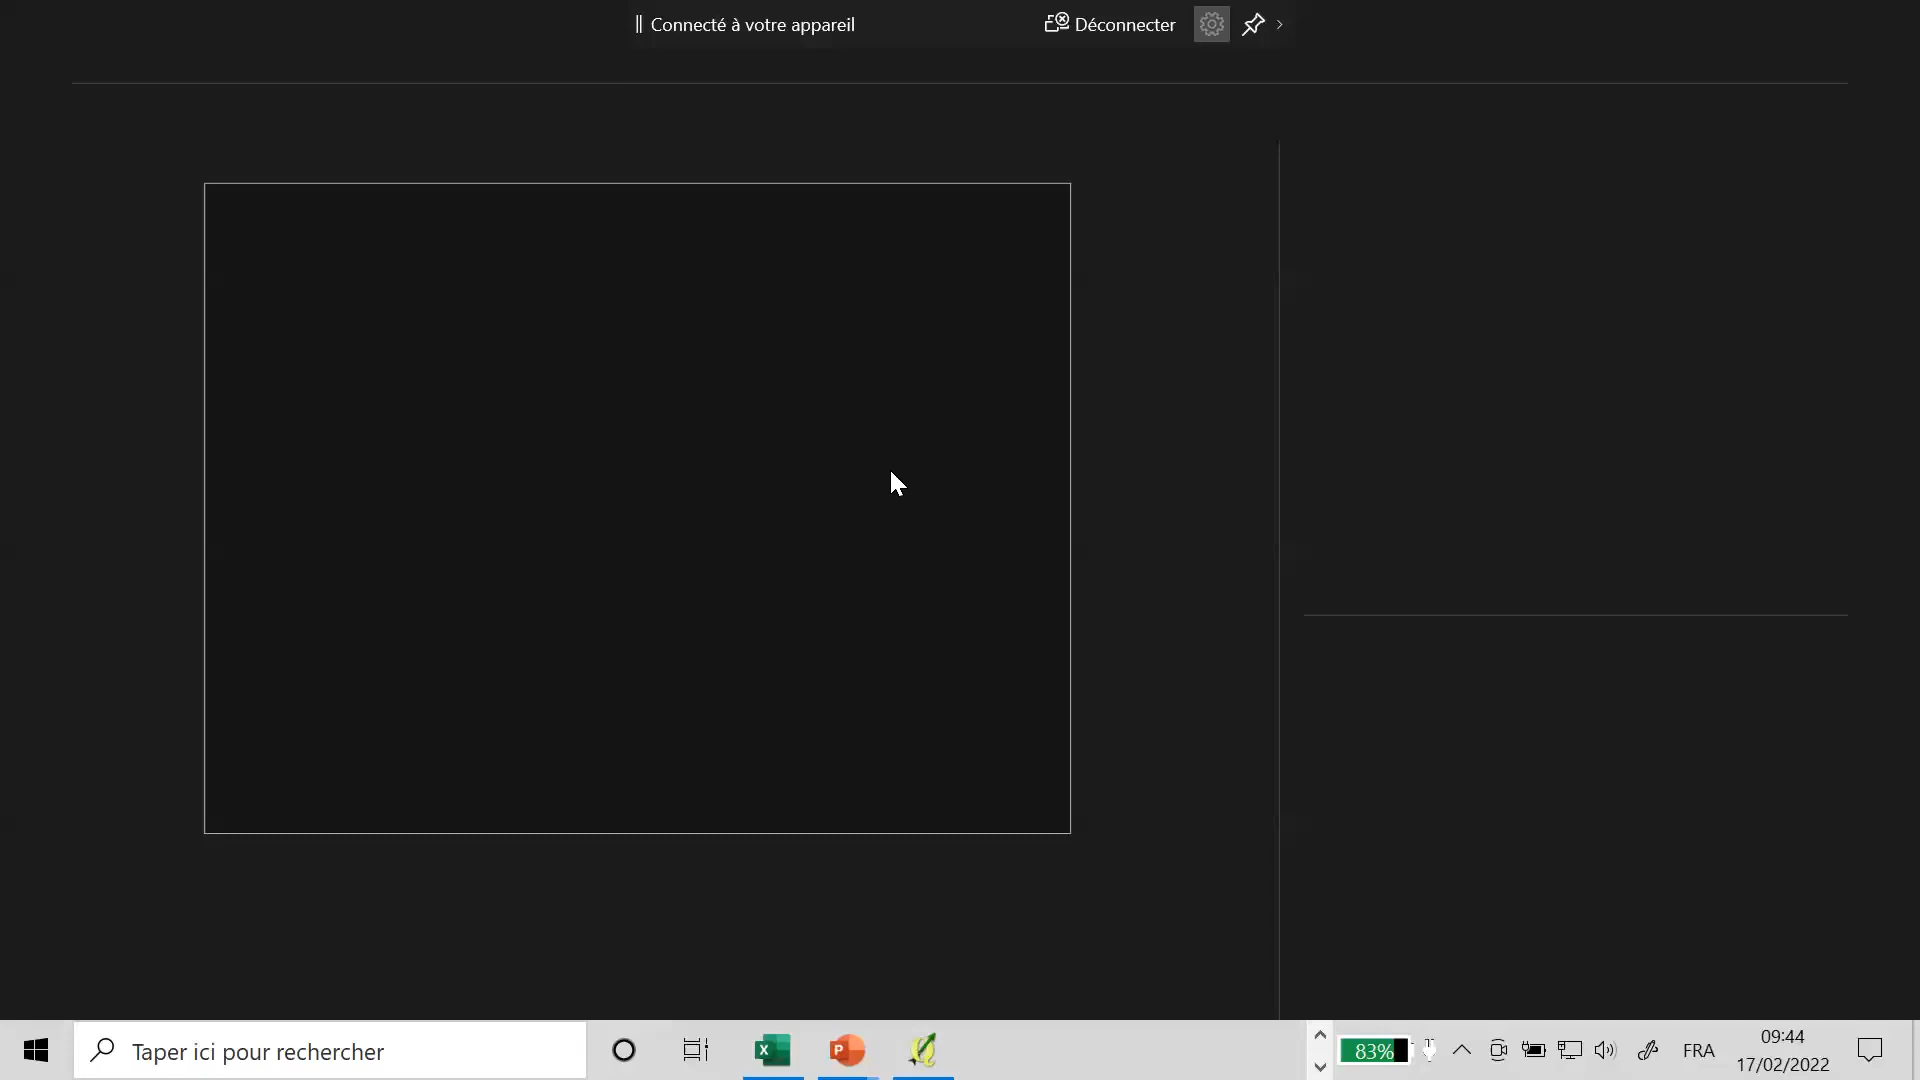 Connecté à votre appareil
Déconnecter
Taper ici pour rechercher
83%
FRA
09:44
17/02/2022